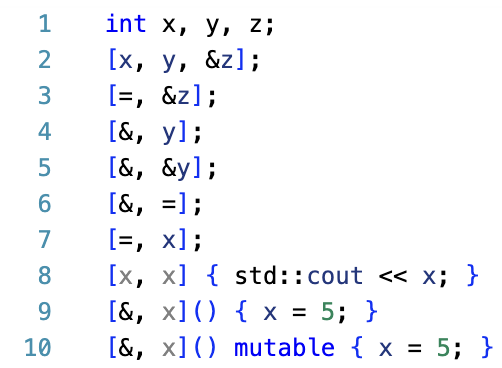 1 int x, y, z;
2 [x, y, &z];
3 [=, &z];
4 [&, y];
5 [&, &y];
6 [&, =];
7 [=, x];
8 [x, x] { std::cout << x; }
9 [&, x]() { x = 5; }
10 [&, x]() mutable { x = 5; }